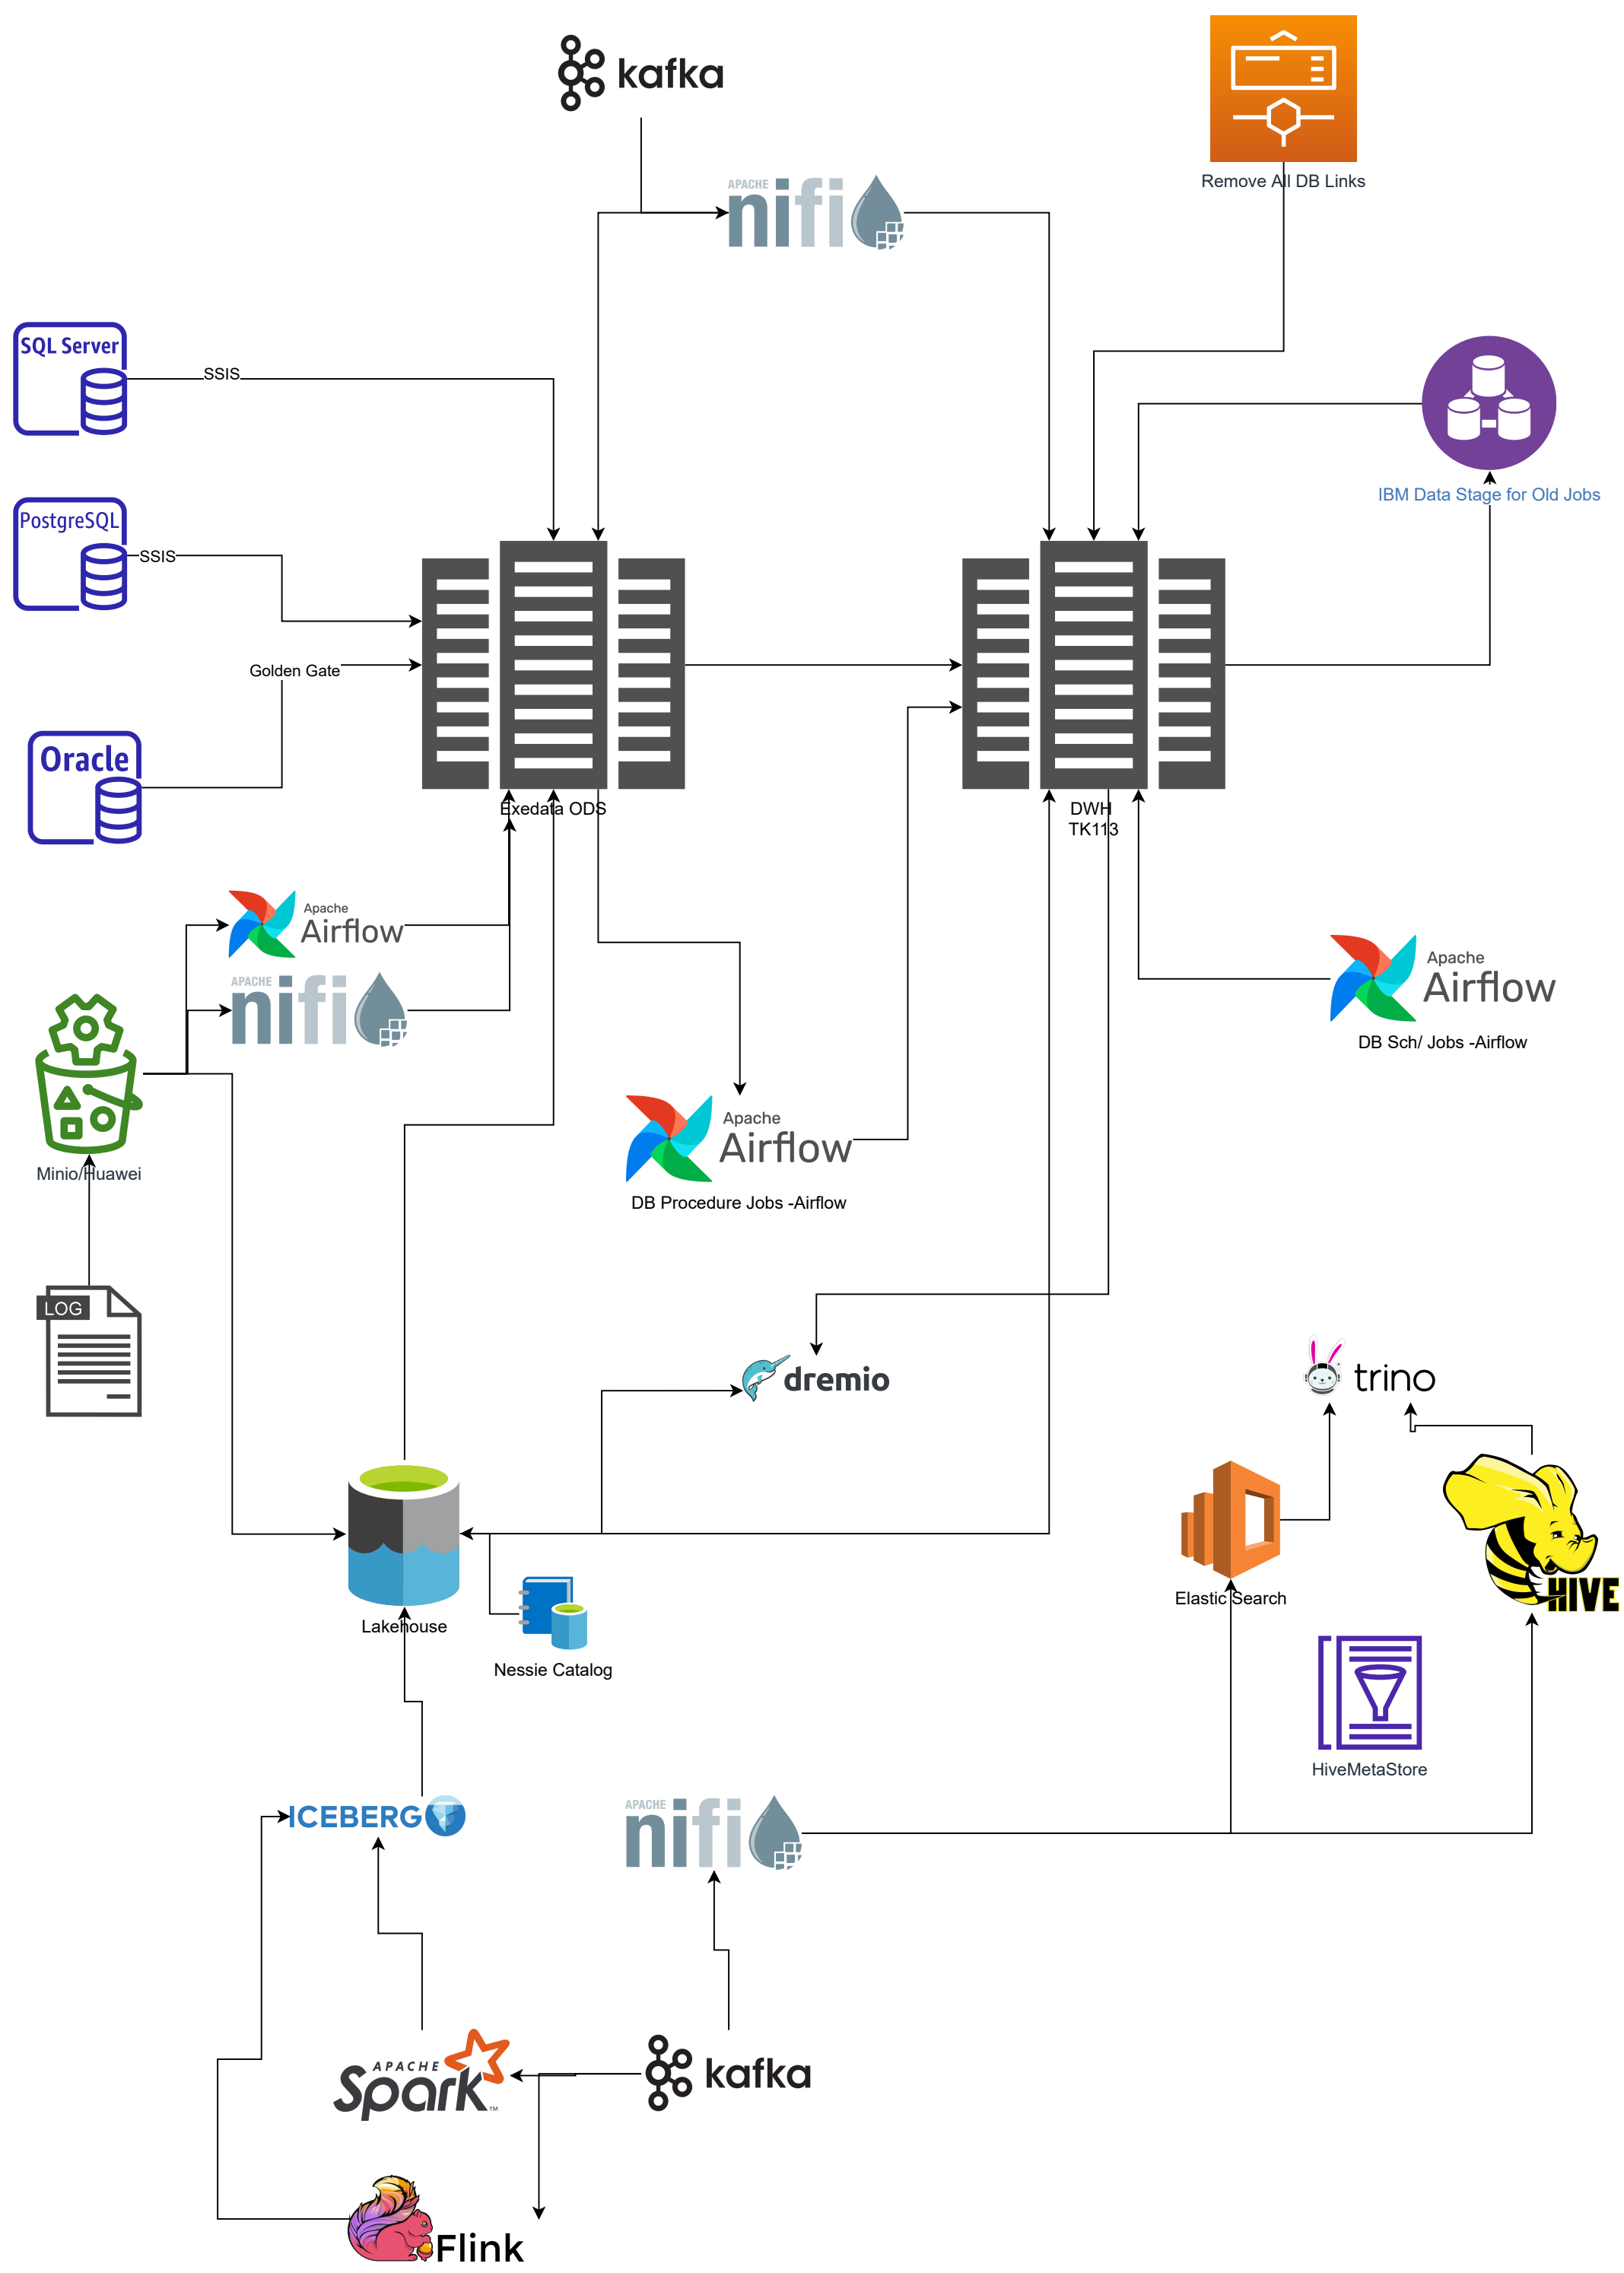 kafka
Remove All DB Links
APACHE
nifi
SQL Server
SSIS
IBM Data Stage for Old Jobs
PostgreSQL
SSIS
Golden Gate
Oracle
Exedata ODS
DWH
TK113
Apache
Airflow
APACHE
nifi
Apache
Airflow
DB Sch/ Jobs -Airflow
Minio/Huawei
Apache
Airflow
DB Procedure Jobs -Airflow
LOG
dremio
trino
HIVE
Elastic Search
Lakehouse
Nessie Catalog
HiveMetaStore
ICEBERG
APACHE
nifi
APACHE
Spark™
kafka
Flink